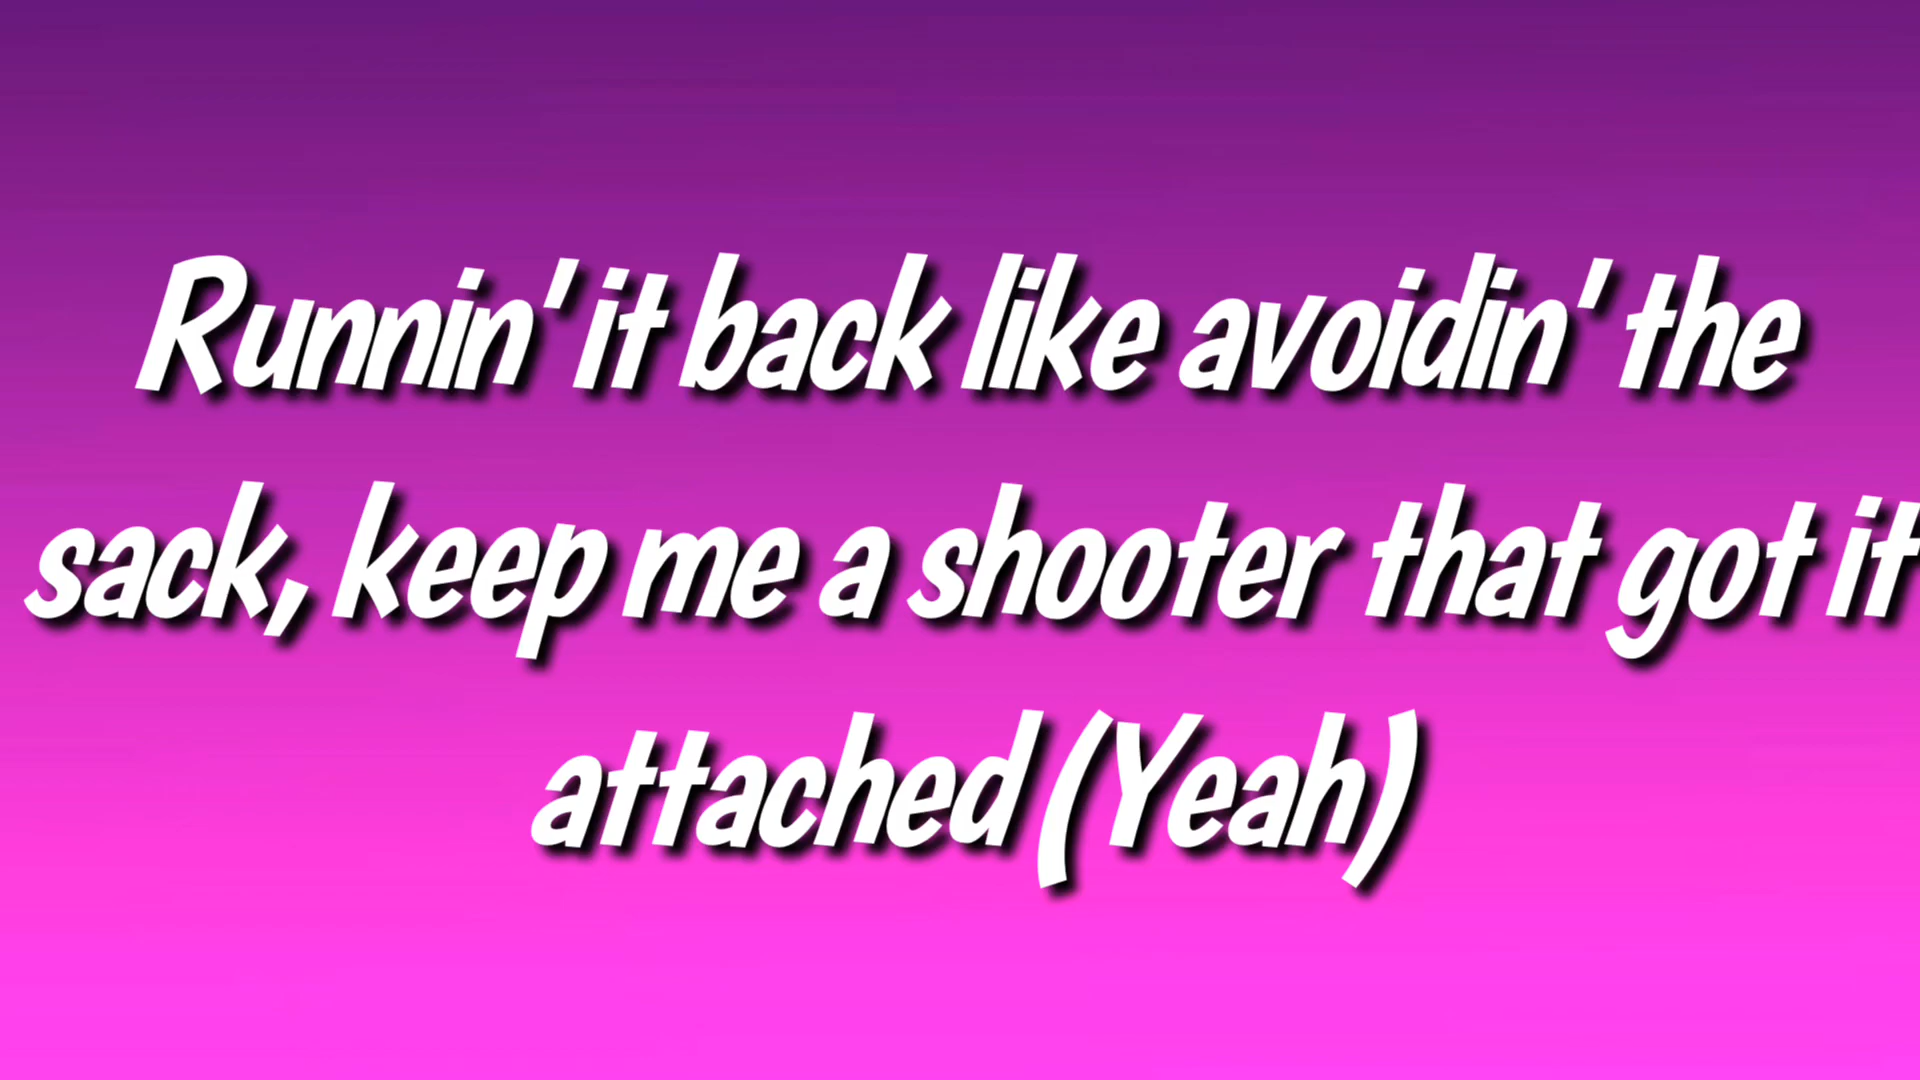 Runnin' it back like avoidin' the
sack, keep me a shooter that got it
attached (Yeah)